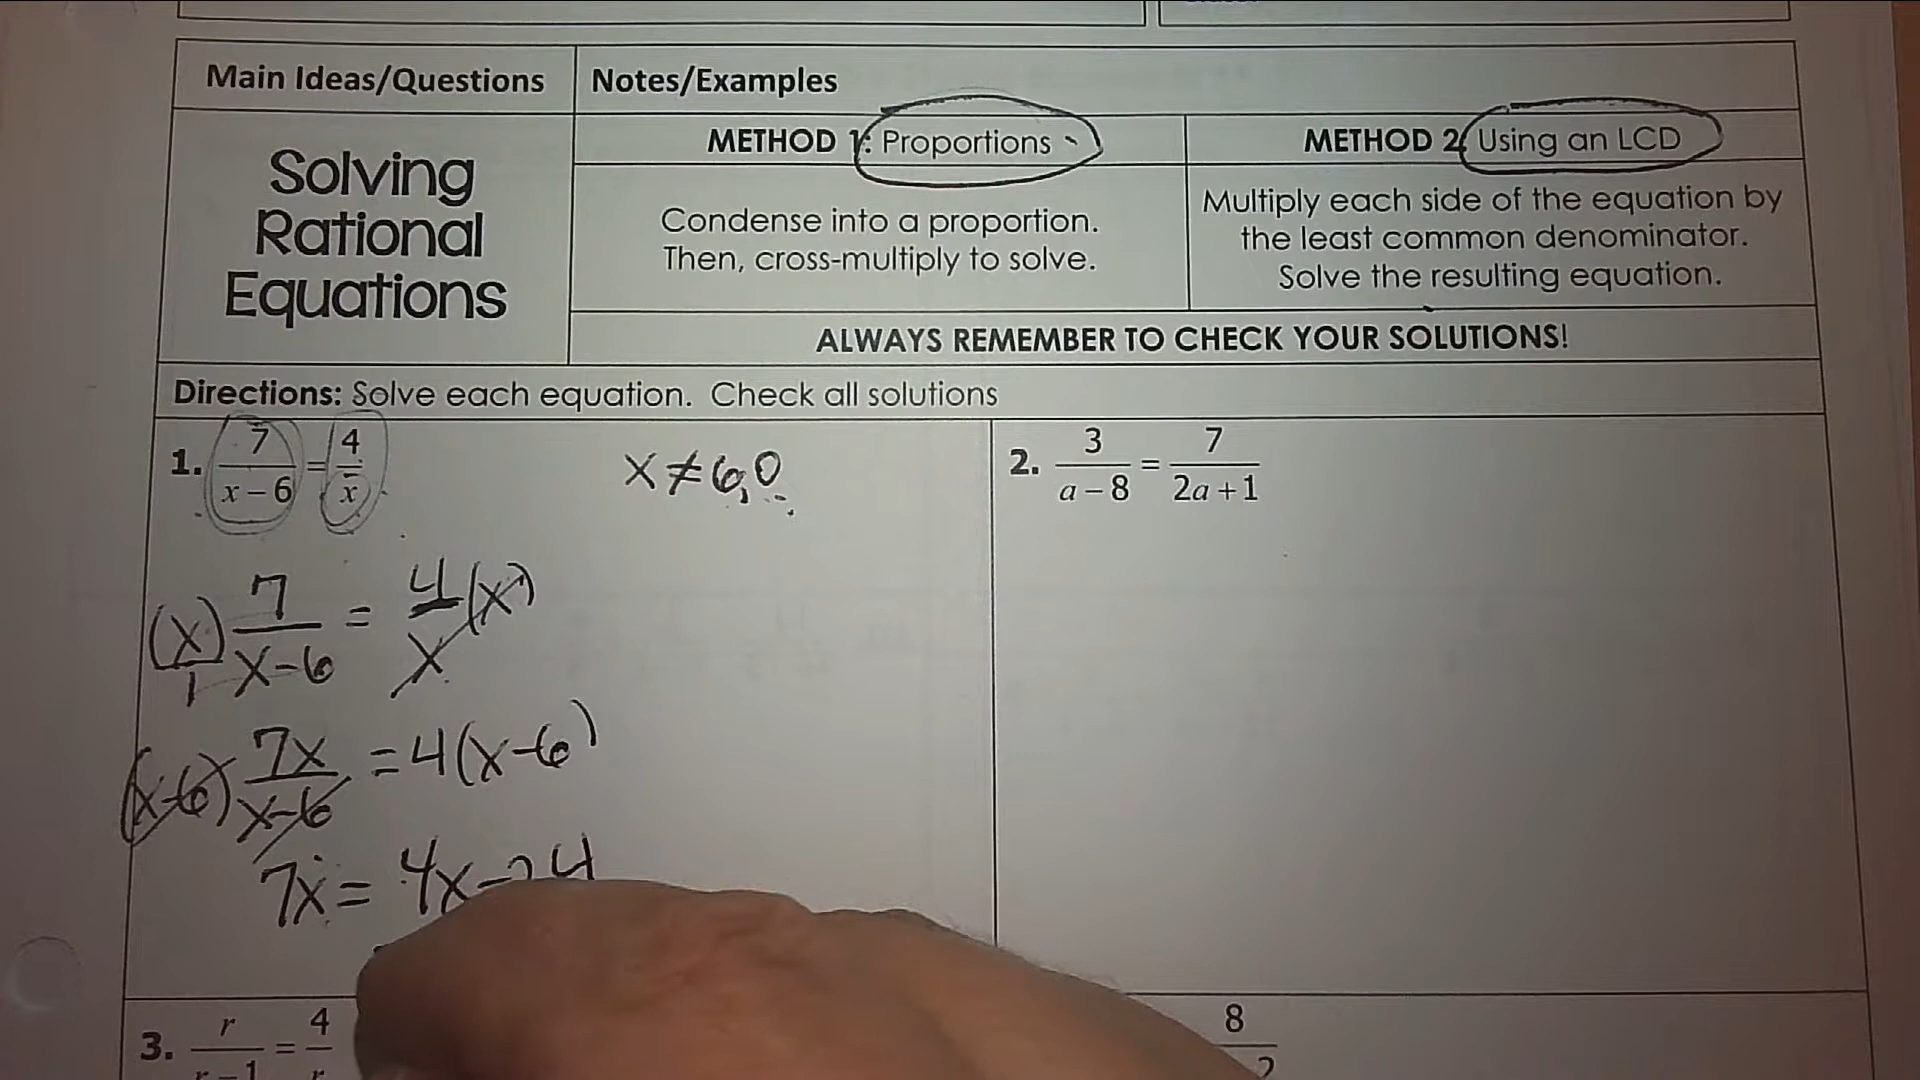 Main Ideas/Questions
Notes/Examples
Solving
Rational
Equations
METHOD 1: Proportions
Condense into a proportion.
Then, cross-multiply to solve.
METHOD 2: Using an LCD
Multiply each side of the equation by
the least common denominator.
Solve the resulting equation.
ALWAYS REMEMBER TO CHECK YOUR SOLUTIONS!
Directions: Solve each equation. Check all solutions
1. 7/(x − 6) = 4/x
x ≠ 6, 0
(x)/1 7/(x-6) = 4/x (x)
(x-6) 7x/(x-6) = 4(x-6)
7x = 4x-24
2. 3/(a − 8) = 7/(2a + 1)
3. r/(r − 1) = 4/r
8
2